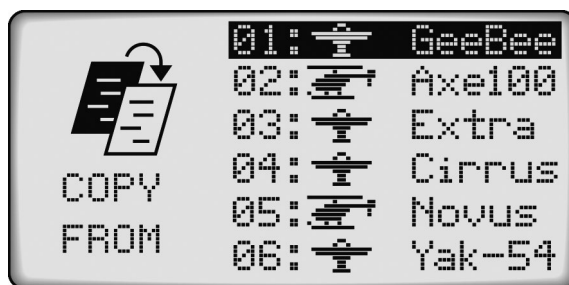 COPY
FROM
01: GeeBee
02: Axe100
03: Extra
04: Cirrus
05: Novus
06: Yak-54